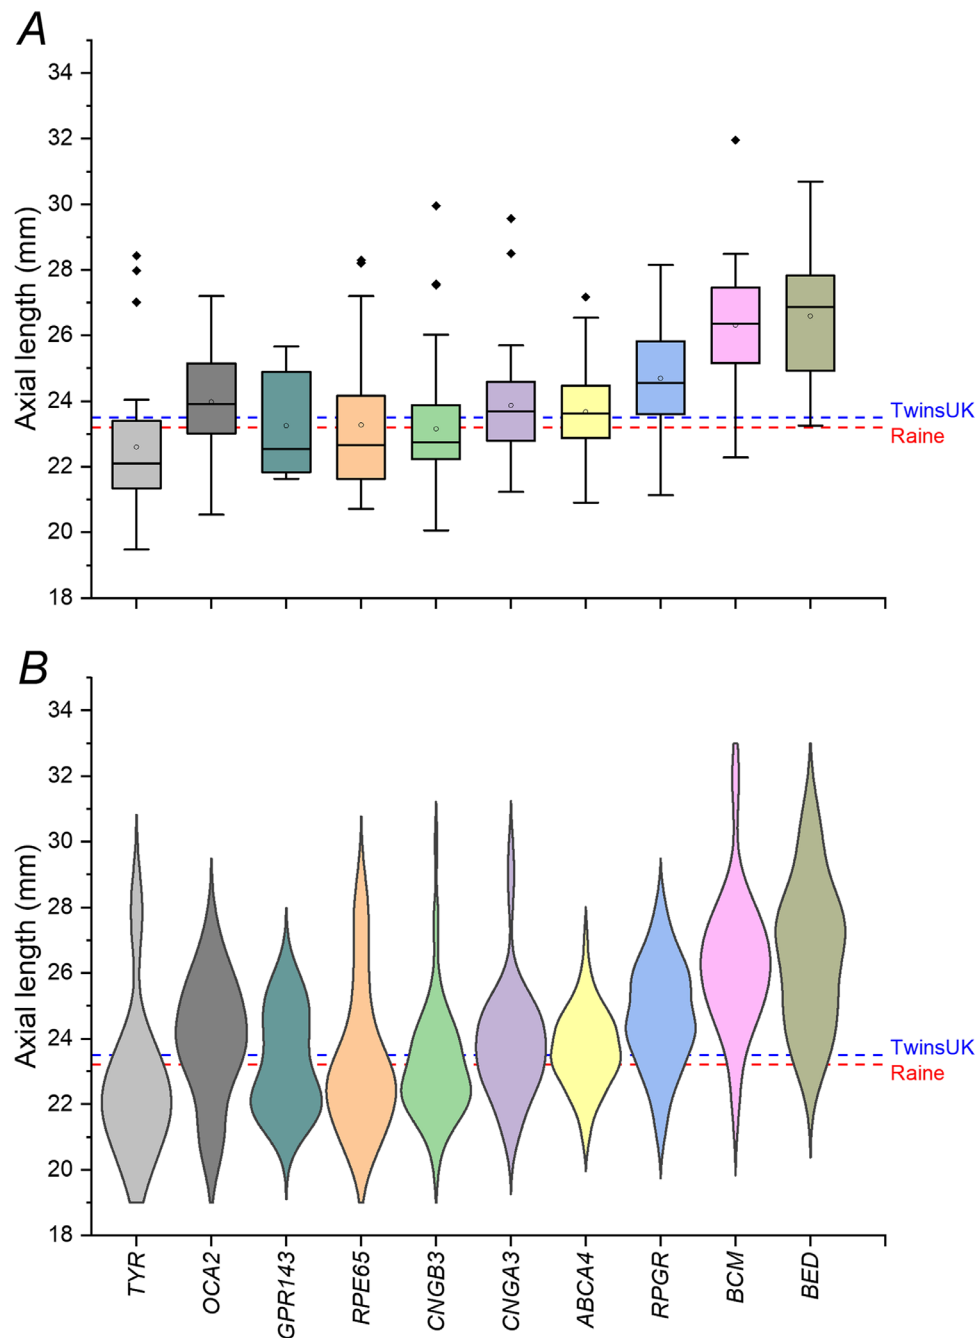 A
Axial length (mm)
34
32
30
28
26
24
22
20
18
TwinsUK
Raine
B
Axial length (mm)
34
32
30
28
26
24
22
20
18
TwinsUK
Raine
TYR
OCA2
GPR143
RPE65
CNGB3
CNGA3
ABCA4
RPGR
BCM
BED